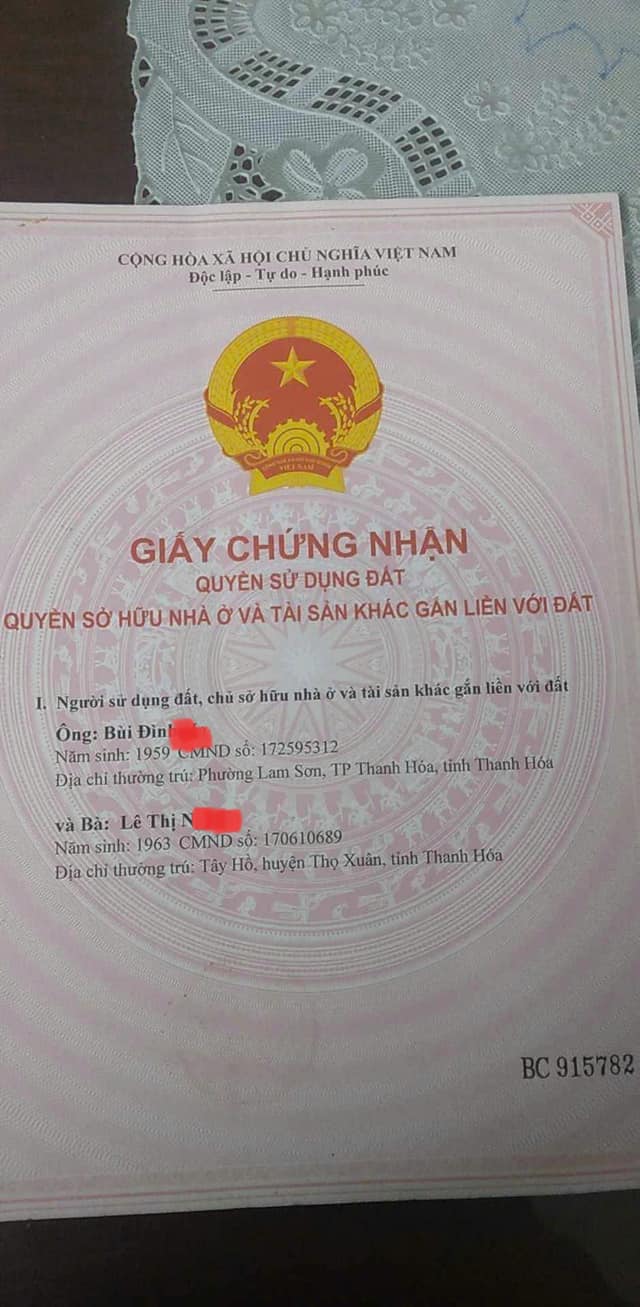 CỘNG HÒA XÃ HỘI CHỦ NGHĨA VIỆT NAM
Độc lập - Tự do - Hạnh phúc
VIỆT NAM
GIẤY CHỨNG NHẬN
QUYỀN SỬ DỤNG ĐẤT
QUYỀN SỞ HỮU NHÀ Ở VÀ TÀI SẢN KHÁC GẮN LIỀN VỚI ĐẤT
I. Người sử dụng đất, chủ sở hữu nhà ở và tài sản khác gắn liền với đất
Ông: Bùi Đìn
Năm sinh: 1959 CMND số: 172595312
Địa chỉ thường trú: Phường Lam Sơn, TP Thanh Hóa, tỉnh Thanh Hóa
và Bà: Lê Thị N
Năm sinh: 1963 CMND số: 170610689
Địa chỉ thường trú: Tây Hồ, huyện Thọ Xuân, tỉnh Thanh Hóa
BC 915782